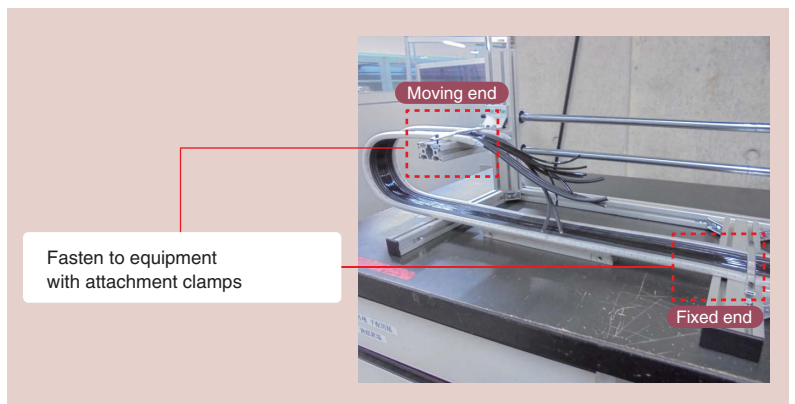 Moving end
Fasten to equipment
with attachment clamps
Fixed end